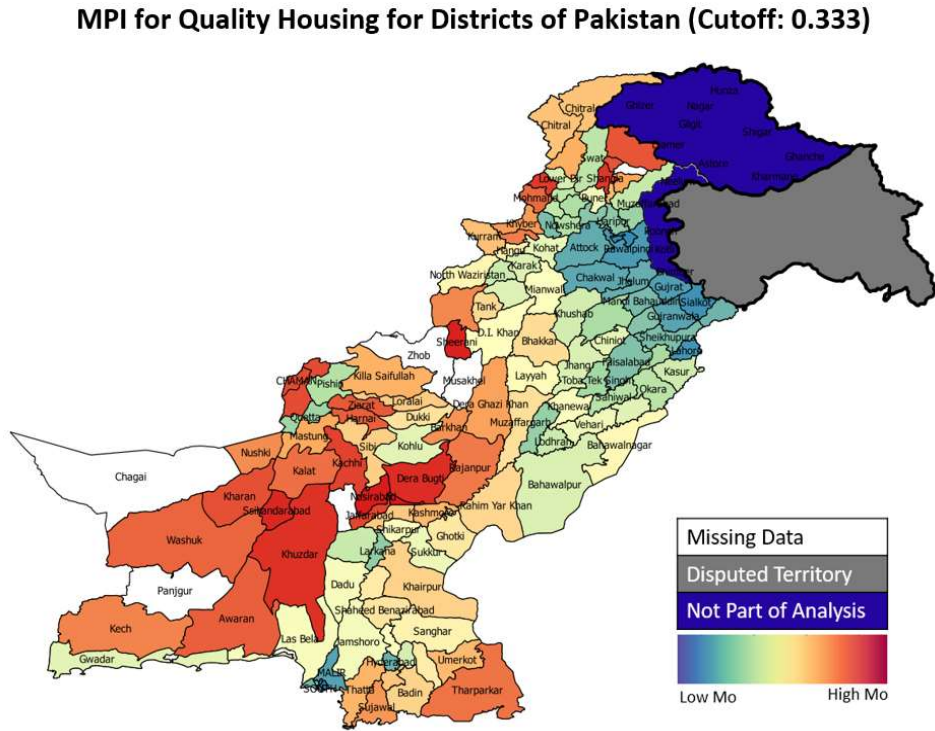 MPI for Quality Housing for Districts of Pakistan (Cutoff: 0.333)
Hunza
Chitral
Ghizer
Nagar
Chitral
Gilgit
Shigar
Swat
Ghanche
Astore
Kharmang
Lower Dir
Shangla
Mohmand
Buner
Muzaffarabad
Khyber
Nowshera
Haripur
Kurram
Hangu
Kohat
Attock
Rawalpindi
Karak
North Waziristan
Chakwal
Jhelum
Mianwali
Gujrat
Tank
Khushab
Mandi Bahauddin
Sialkot
Gujranwala
D.I. Khan
Sheerani
Bhakkar
Chiniot
Sheikhupura
Lahore
Zhob
Faisalabad
Jhang
Kasur
CHAMAN
Pishin
Killa Saifullah
Musakhel
Layyah
Toba Tek Singh
Okara
Loralai
Dera Ghazi Khan
Khanewal
Sahiwal
Ziarat
Quetta
Harnai
Dukki
Muzaffargarh
Vehari
Mastung
Barkhan
Lodhran
Bahawalnagar
Nushki
Sibi
Kohlu
Chagai
Kalat
Kachhi
Rajanpur
Dera Bugti
Bahawalpur
Kharan
Nasirabad
Rahim Yar Khan
Jaffarabad
Kashmore
Washuk
Shikarpur
Khuzdar
Ghotki
Larkana
Sukkur
Panjgur
Dadu
Khairpur
Awaran
Shaheed Benazirabad
Kech
Las Bela
Jamshoro
Sanghar
Gwadar
Hyderabad
Umerkot
MALIR
SOUTH
Thatta
Badin
Tharparkar
Sujawal
Missing Data
Disputed Territory
Not Part of Analysis
Low Mo
High Mo